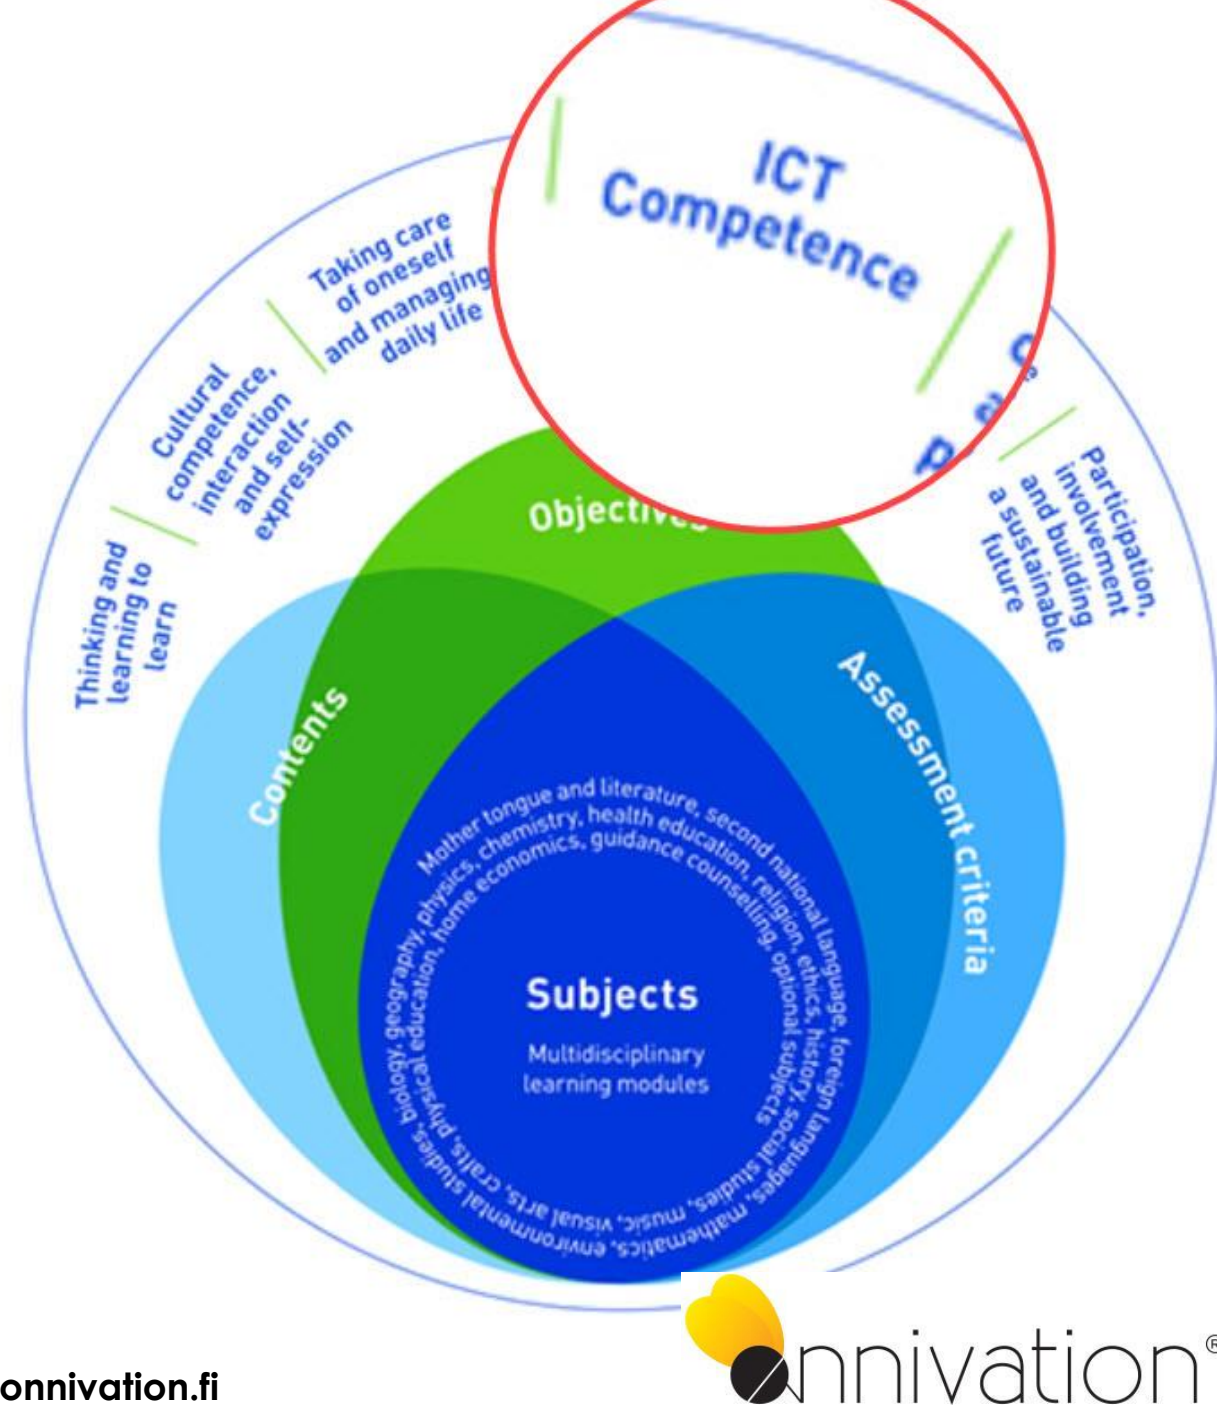 ICT
Competence
Taking care
of oneself
and managing
daily life
Cultural
competence,
interaction
and self-
expression
Thinking and
learning to
learn
Participation,
involvement
and building
a sustainable
future
Objectives
Contents
Assessment criteria
Mother tongue and literature, second national language, foreign languages, mathematics, environmental studies, biology, geography, physics, chemistry, health education, religion, ethics, history, social studies, music, visual arts, crafts, physical education, home economics, guidance counselling, optional subjects
Subjects
Multidisciplinary
learning modules
onnivation.fi
onnivation®